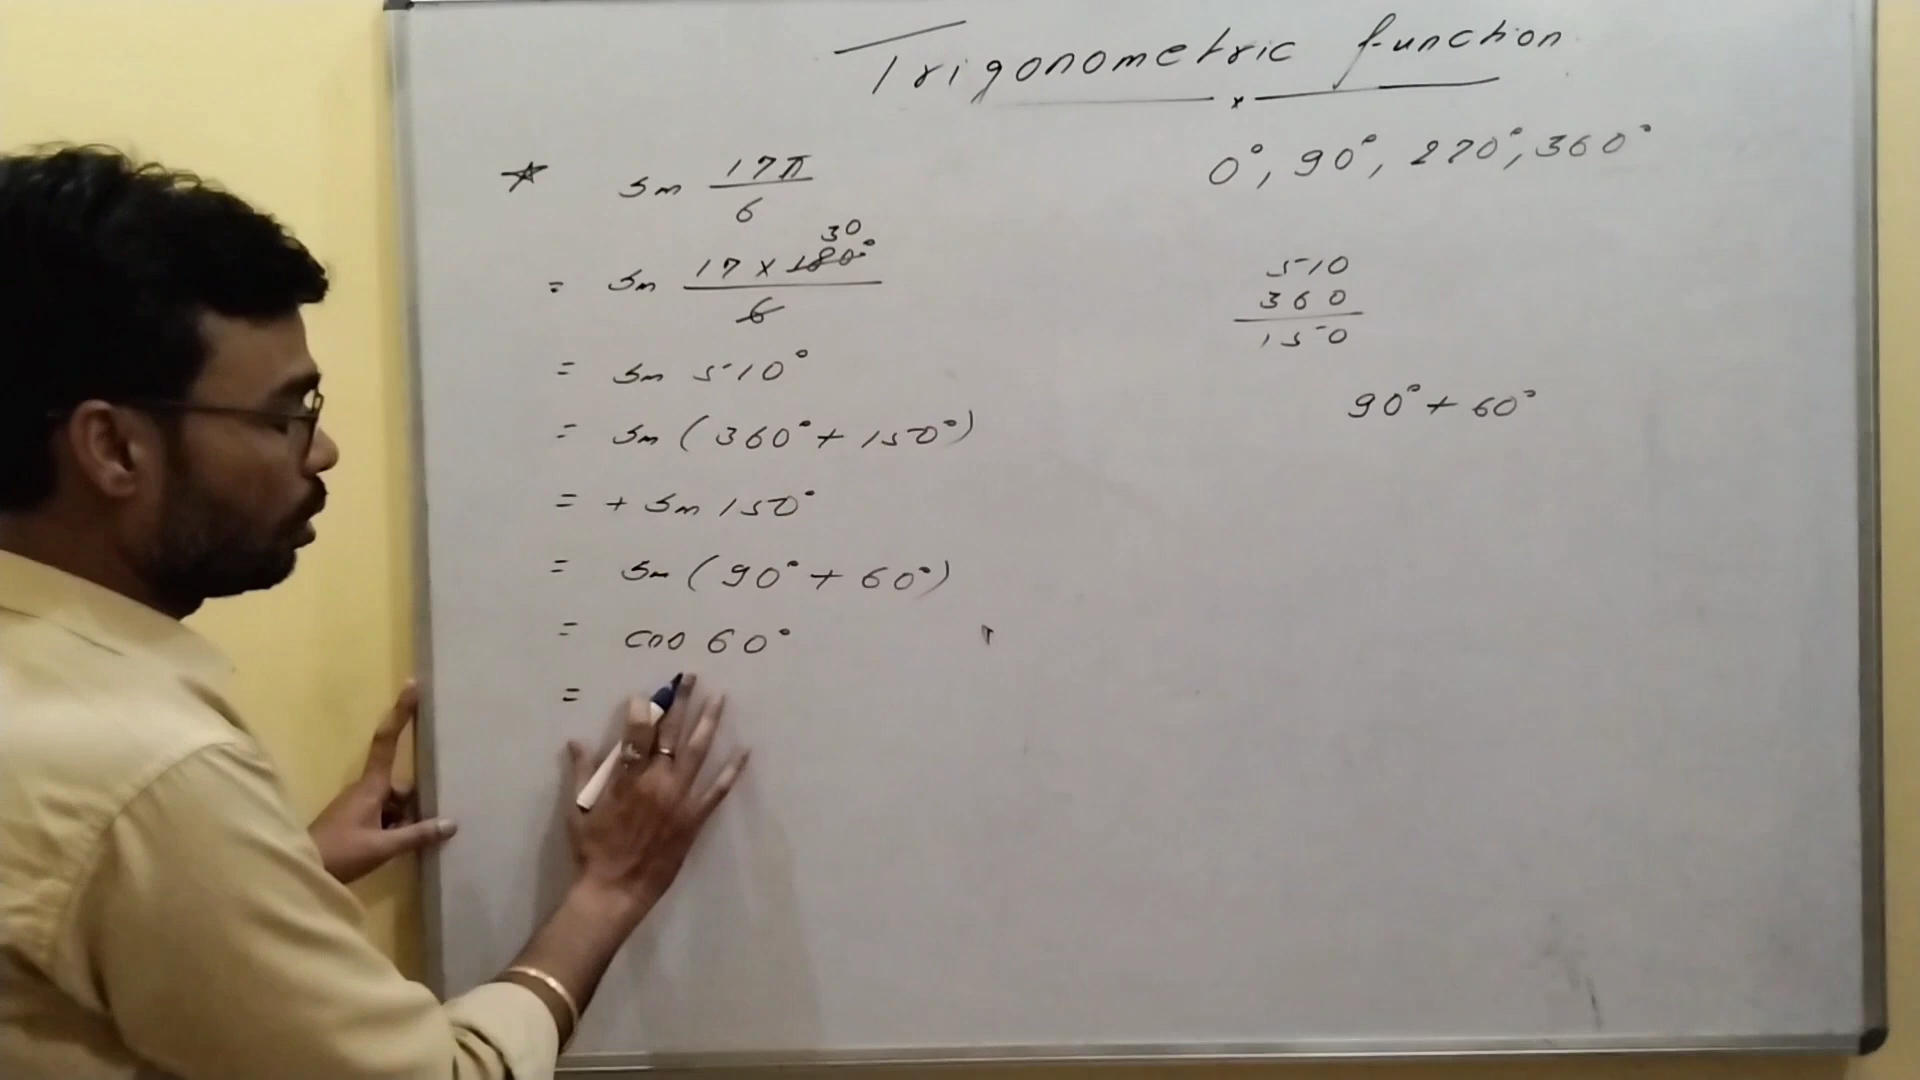 Trigonometric function
0°, 90°, 270°, 360°
sin 17π/6
= sin 17 × 180°/6
30
= sin 510°
= sin (360° + 150°)
= + sin 150°
= sin (90° + 60°)
= cos 60°
=
510
360
150
90° + 60°